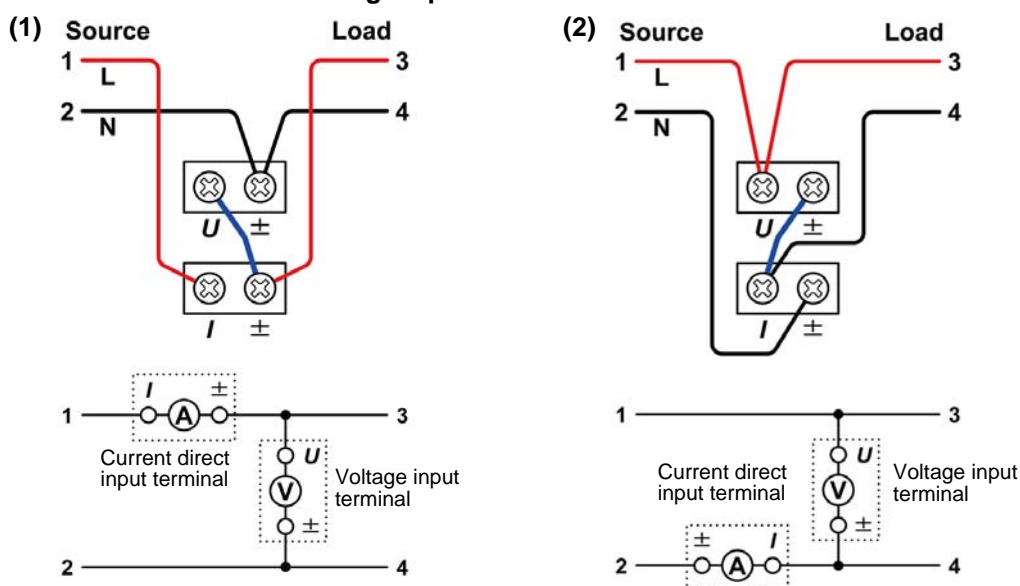 (1) Source Load
1 L 3
2 N 4
U ±
I ±
I ±
1 A 3
U
Current direct
input terminal
V
Voltage input
terminal
±
2 4
(2) Source Load
1 L 3
2 N 4
U ±
I ±
1 3
U
Current direct
input terminal
V
Voltage input
terminal
±
± I
2 A 4